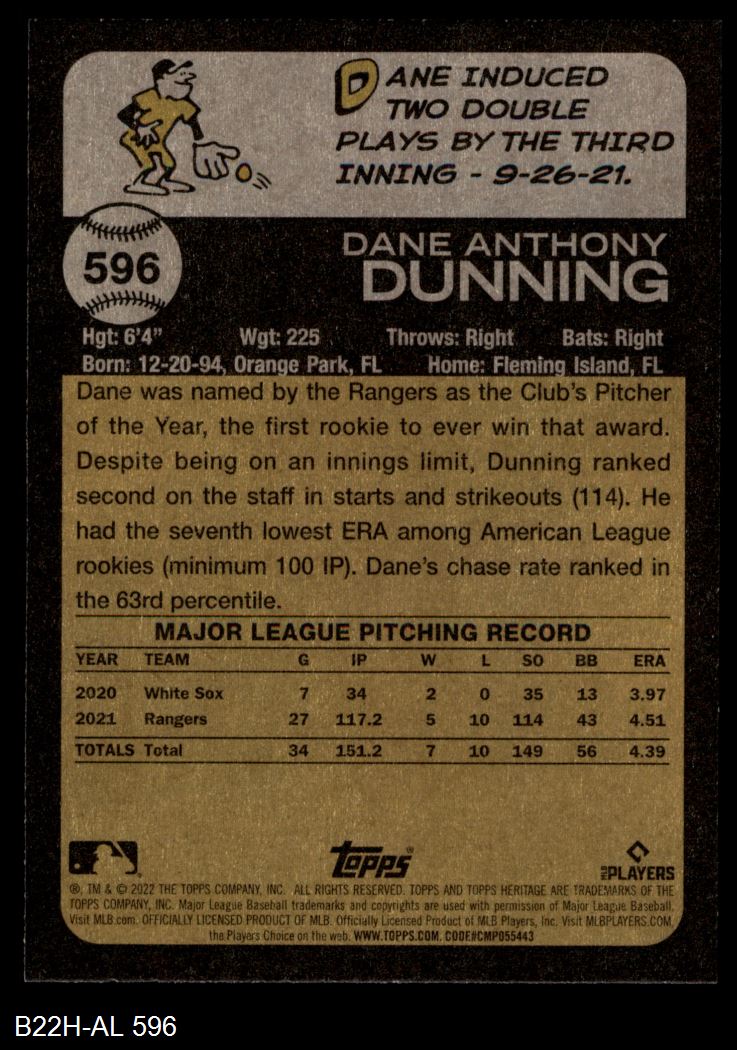 DANE INDUCED
TWO DOUBLE
PLAYS BY THE THIRD
INNING - 9-26-21.
596
DANE ANTHONY
DUNNING
Hgt: 6'4" Wgt: 225 Throws: Right Bats: Right
Born: 12-20-94, Orange Park, FL Home: Fleming Island, FL
Dane was named by the Rangers as the Club's Pitcher
of the Year, the first rookie to ever win that award.
Despite being on an innings limit, Dunning ranked
second on the staff in starts and strikeouts (114). He
had the seventh lowest ERA among American League
rookies (minimum 100 IP). Dane's chase rate ranked in
the 63rd percentile.
MAJOR LEAGUE PITCHING RECORD
YEAR TEAM G IP W L SO BB ERA
2020 White Sox 7 34 2 0 35 13 3.97
2021 Rangers 27 117.2 5 10 114 43 4.51
TOTALS Total 34 151.2 7 10 149 56 4.39
Topps® MLB PLAYERS
®, TM & © 2022 THE TOPPS COMPANY, INC. ALL RIGHTS RESERVED. TOPPS AND TOPPS HERITAGE ARE TRADEMARKS OF THE
TOPPS COMPANY, INC. Major League Baseball trademarks and copyrights are used with permission of Major League Baseball.
Visit MLB.com. OFFICIALLY LICENSED PRODUCT OF MLB. Officially Licensed Product of MLB Players, Inc. Visit MLBPLAYERS.COM,
the Players Choice on the web. WWW.TOPPS.COM. CODE#CMP055443
B22H-AL 596